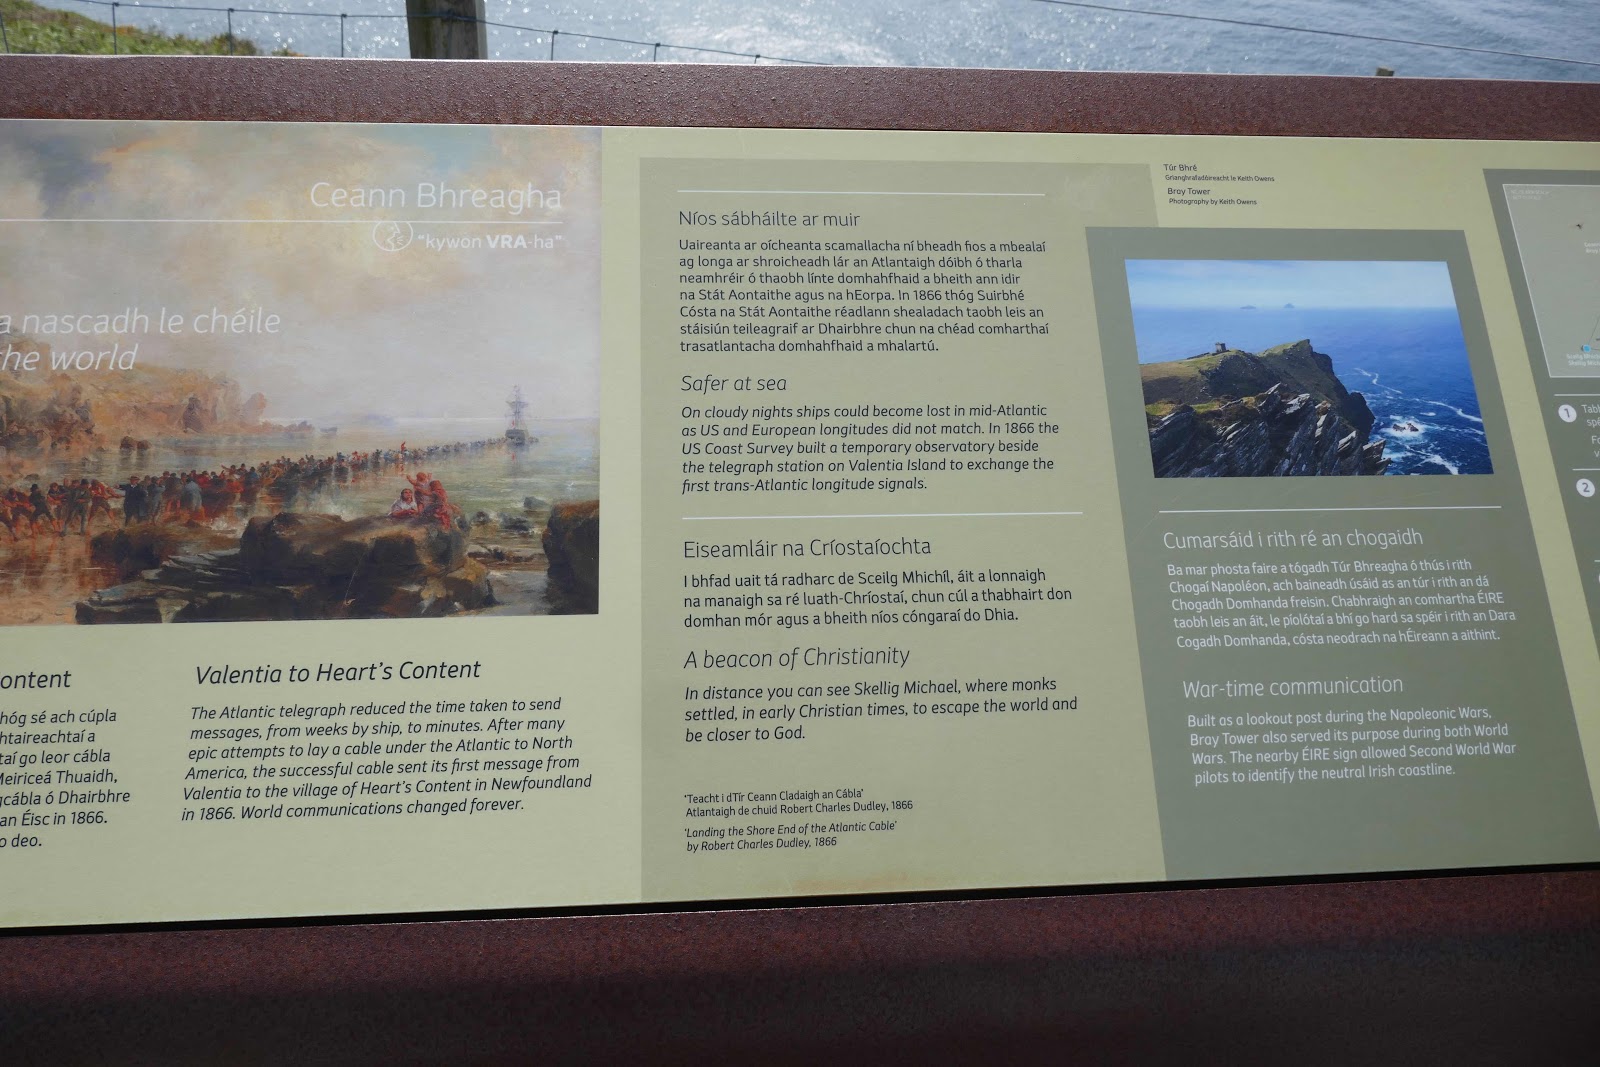 Ceann Bhreagha
"kywon VRA-ha"
a nascadh le chéile
the world
ontent
hóg sé ach cúpla
htaireachtaí a
taí go leor cábla
Meiriceá Thuaidh,
gcábla ó Dhairbhre
an Éisc in 1866.
o deo.
Valentia to Heart's Content
The Atlantic telegraph reduced the time taken to send
messages, from weeks by ship, to minutes. After many
epic attempts to lay a cable under the Atlantic to North
America, the successful cable sent its first message from
Valentia to the village of Heart's Content in Newfoundland
in 1866. World communications changed forever.
Níos sábháilte ar muir
Uaireanta ar oícheanta scamallacha ní bheadh fios a mbealaí
ag longa ar shroicheadh lár an Atlantaigh dóibh ó tharla
neamhréir ó thaobh línte domhahfhaid a bheith ann idir
na Stát Aontaithe agus na hEorpa. In 1866 thóg Suirbhé
Cósta na Stát Aontaithe réadlann shealadach taobh leis an
stáisiún teileagraif ar Dhairbhre chun na chéad comharthaí
trasatlantacha domhahfhaid a mhalartú.
Safer at sea
On cloudy nights ships could become lost in mid-Atlantic
as US and European longitudes did not match. In 1866 the
US Coast Survey built a temporary observatory beside
the telegraph station on Valentia Island to exchange the
first trans-Atlantic longitude signals.
Eiseamláir na Críostaíochta
I bhfad uait tá radharc de Sceilg Mhichíl, áit a lonnaigh
na manaigh sa ré luath-Chríostaí, chun cúl a thabhairt don
domhan mór agus a bheith níos cóngaraí do Dhia.
A beacon of Christianity
In distance you can see Skellig Michael, where monks
settled, in early Christian times, to escape the world and
be closer to God.
'Teacht i dTír Ceann Cladaigh an Cábla'
Atlantaigh de chuid Robert Charles Dudley, 1866
'Landing the Shore End of the Atlantic Cable'
by Robert Charles Dudley, 1866
Túr Bhré
Grianghrafadóireacht le Keith Owens
Bray Tower
Photography by Keith Owens
Cumarsáid i rith ré an chogaidh
Ba mar phosta faire a tógadh Túr Bhreagha ó thús i rith
Chogaí Napoléon, ach baineadh úsáid as an túr i rith an dá
Chogadh Domhanda freisin. Chabhraigh an comhartha ÉIRE
taobh leis an áit, le píolótaí a bhí go hard sa spéir i rith an Dara
Cogadh Domhanda, cósta neodrach na hÉireann a aithint.
War-time communication
Built as a lookout post during the Napoleonic Wars,
Bray Tower also served its purpose during both World
Wars. The nearby ÉIRE sign allowed Second World War
pilots to identify the neutral Irish coastline.
1
2